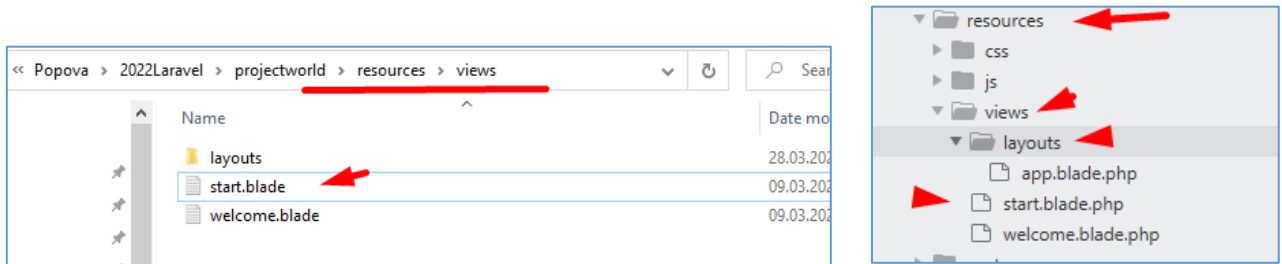 « Popova › 2022Laravel › projectworld › resources › views
Name
Date mo
layouts
28.03.202
start.blade
09.03.202
welcome.blade
09.03.202
resources
css
js
views
layouts
app.blade.php
start.blade.php
welcome.blade.php